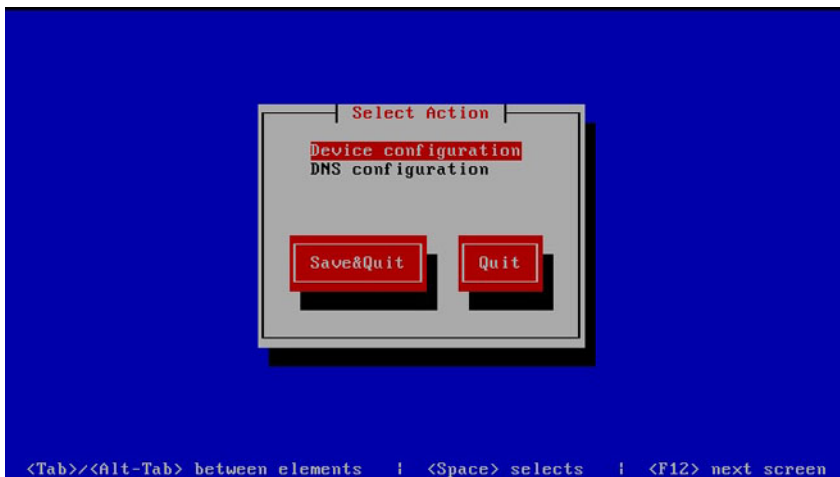 Select Action
Device configuration
DNS configuration
Save&Quit Quit
<Tab>/<Alt-Tab> between elements | <Space> selects | <F12> next screen